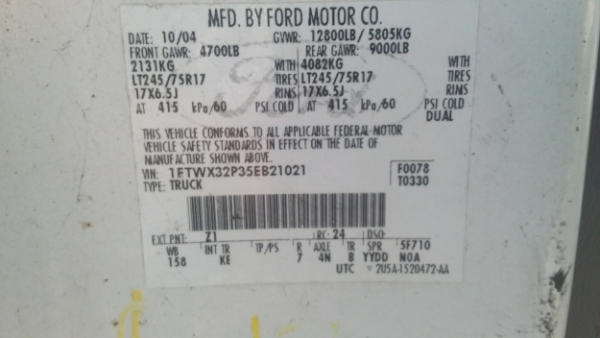 MFD. BY FORD MOTOR CO.
DATE: 10/04 GVWR: 12800LB/ 5805KG
FRONT GAWR: 4700LB REAR GAWR: 9000LB
2131KG WITH 4082KG WITH
LT245/75R17 TIRES LT245/75R17 TIRES
17X6.5J RINS 17X6.5J RINS
AT 415 kPa/60 PSI COLD AT 415 kPa/60 PSI COLD
DUAL
THIS VEHICLE CONFORMS TO ALL APPLICABLE FEDERAL MOTOR
VEHICLE SAFETY STANDARDS IN EFFECT ON THE DATE OF
MANUFACTURE SHOWN ABOVE.
VIN: 1FTWX32P35EB21021 F0078
TYPE: TRUCK T0330
EXT PNT: Z1 RC: 24 DSO:
WB INT TR TP/PS R AXLE TR SPR 5F710
158 KE 7 4N B YYDD N0A
UTC 2U5A-1520472-AA
Ford